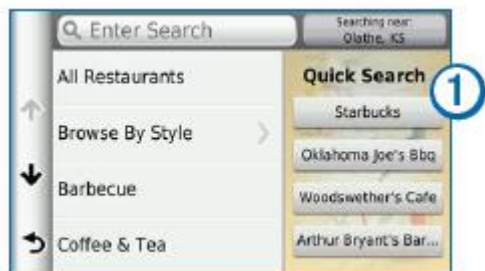 Enter Search
Searching near:
Olathe, KS
All Restaurants
Browse By Style
Barbecue
Coffee & Tea
Quick Search
1
Starbucks
Oklahoma Joe's Bbq
Woodswether's Cafe
Arthur Bryant's Bar...